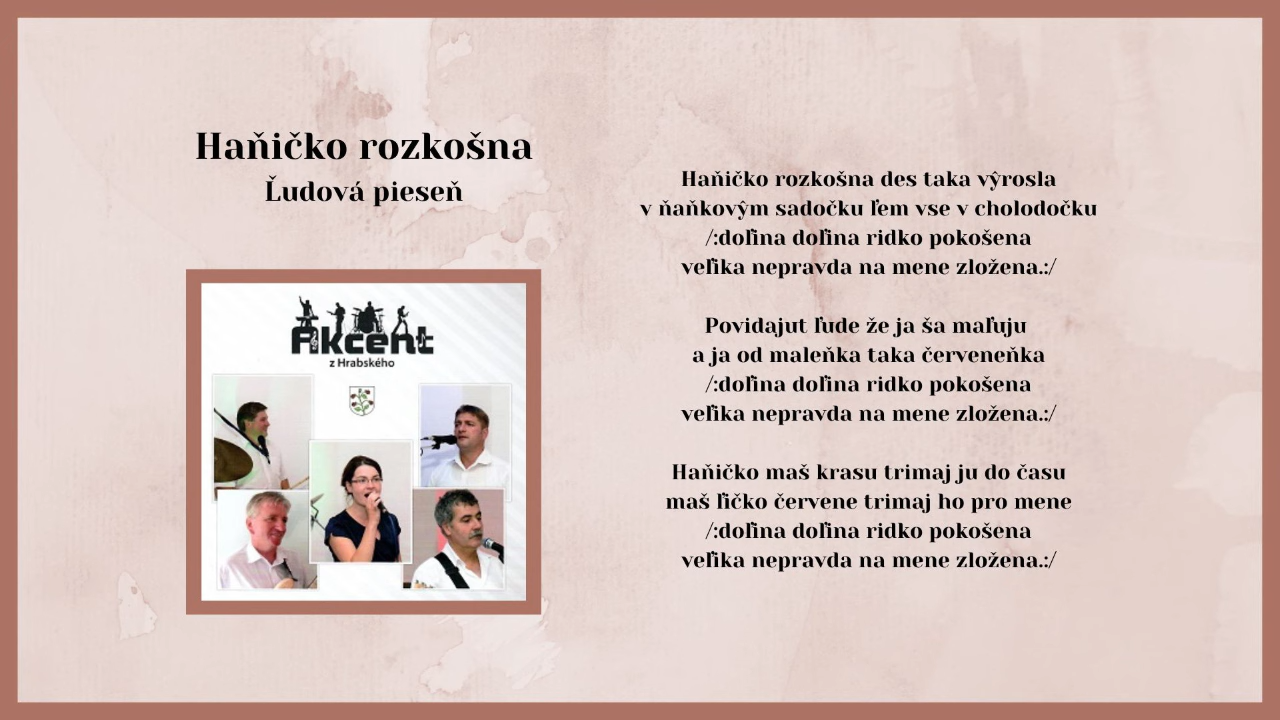 Haňičko rozkošna
Ľudová pieseň
Akcent
z Hrabského
Haňičko rozkošna des taka vŷrosla
v ňaňkovŷm sadočku ľem vse v cholodočku
/:doľina doľina ridko pokošena
veľika nepravda na mene zložena.:/
Povidajut ľude že ja ša maľuju
a ja od maleňka taka červeneňka
/:doľina doľina ridko pokošena
veľika nepravda na mene zložena.:/
Haňičko maš krasu trimaj ju do času
maš ľičko červene trimaj ho pro mene
/:doľina doľina ridko pokošena
veľika nepravda na mene zložena.:/